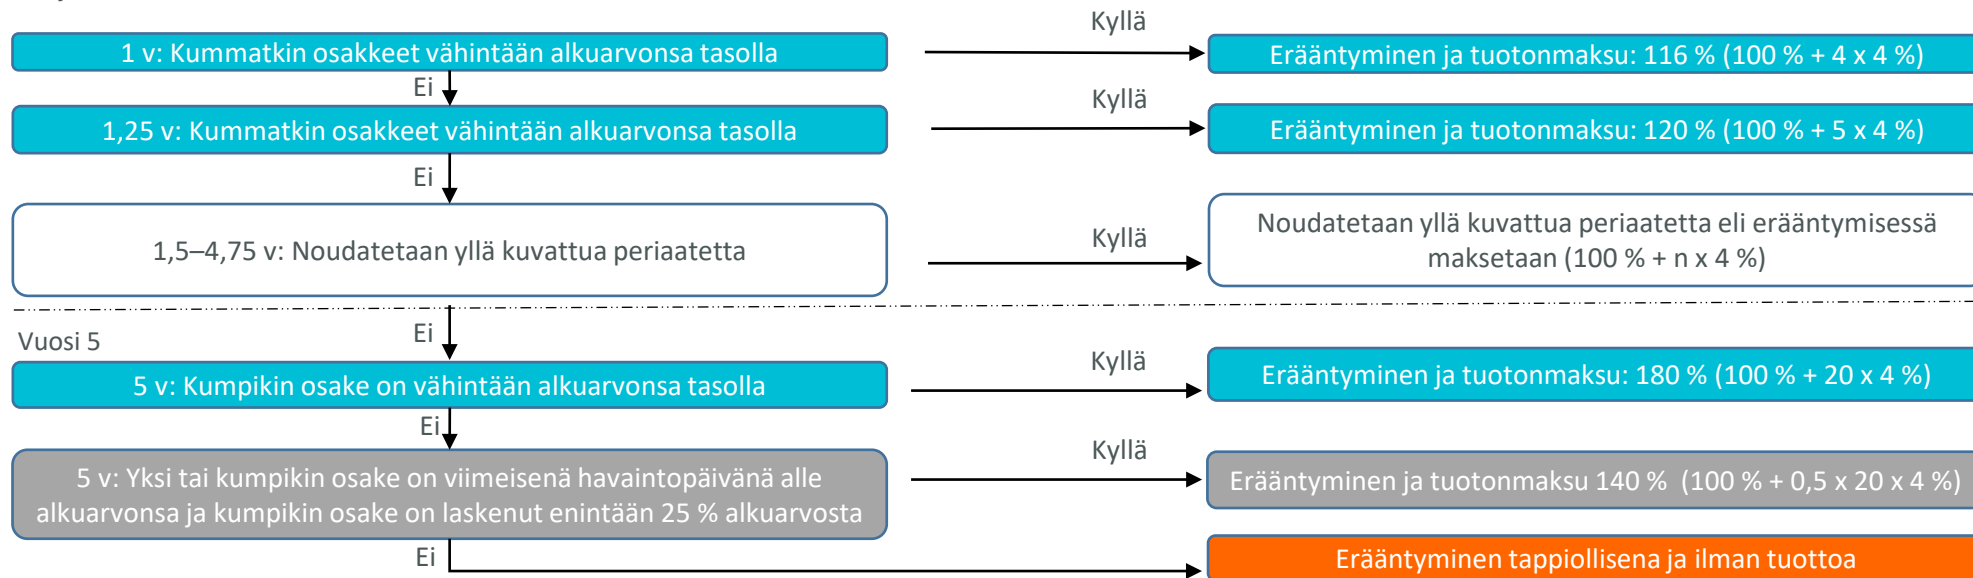 Kyllä
1 v: Kummatkin osakkeet vähintään alkuarvonsa tasolla
Erääntyminen ja tuotonmaksu: 116 % (100 % + 4 x 4 %)
Ei
Kyllä
1,25 v: Kummatkin osakkeet vähintään alkuarvonsa tasolla
Erääntyminen ja tuotonmaksu: 120 % (100 % + 5 x 4 %)
Ei
1,5–4,75 v: Noudatetaan yllä kuvattua periaatetta
Kyllä
Noudatetaan yllä kuvattua periaatetta eli erääntymisessä
maksetaan (100 % + n x 4 %)
Ei
Vuosi 5
Kyllä
5 v: Kumpikin osake on vähintään alkuarvonsa tasolla
Erääntyminen ja tuotonmaksu: 180 % (100 % + 20 x 4 %)
Ei
Kyllä
5 v: Yksi tai kumpikin osake on viimeisenä havaintopäivänä alle
alkuarvonsa ja kumpikin osake on laskenut enintään 25 % alkuarvosta
Erääntyminen ja tuotonmaksu 140 % (100 % + 0,5 x 20 x 4 %)
Ei
Erääntyminen tappiollisena ja ilman tuottoa